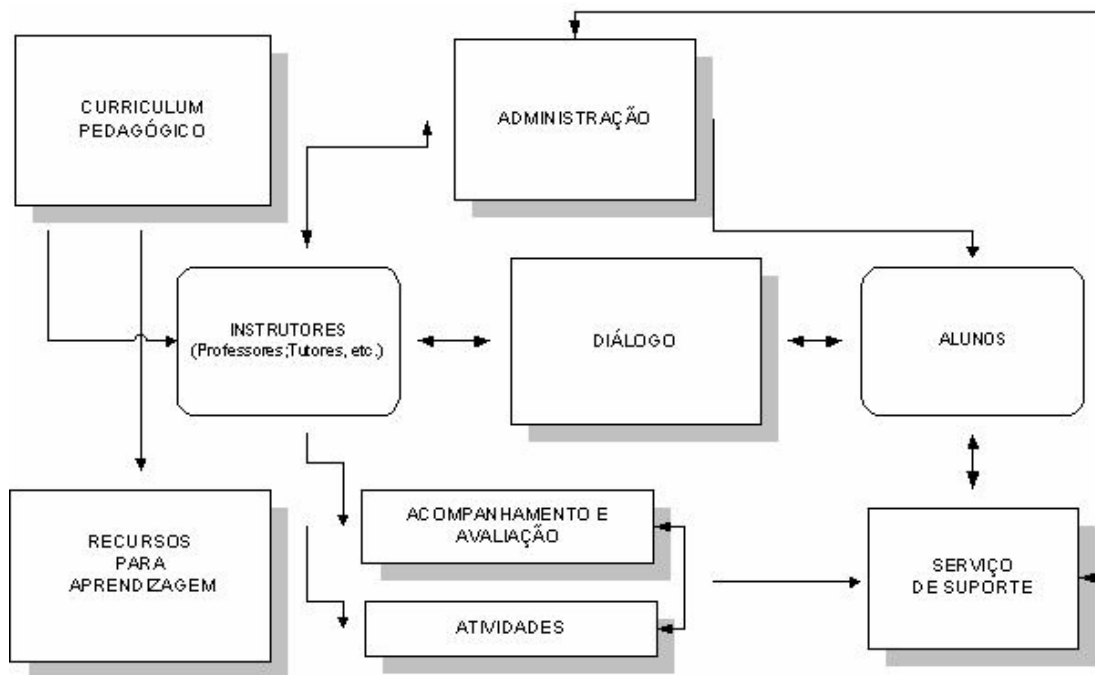 CURRICULUM
PEDAGÓGICO
ADMINISTRAÇÃO
INSTRUTORES
(Professores;Tutores, etc.)
DIÁLOGO
ALUNOS
RECURSOS
PARA
APRENDIZAGEM
ACOMPANHAMENTO E
AVALIAÇÃO
ATIVIDADES
SERVIÇO
DE SUPORTE